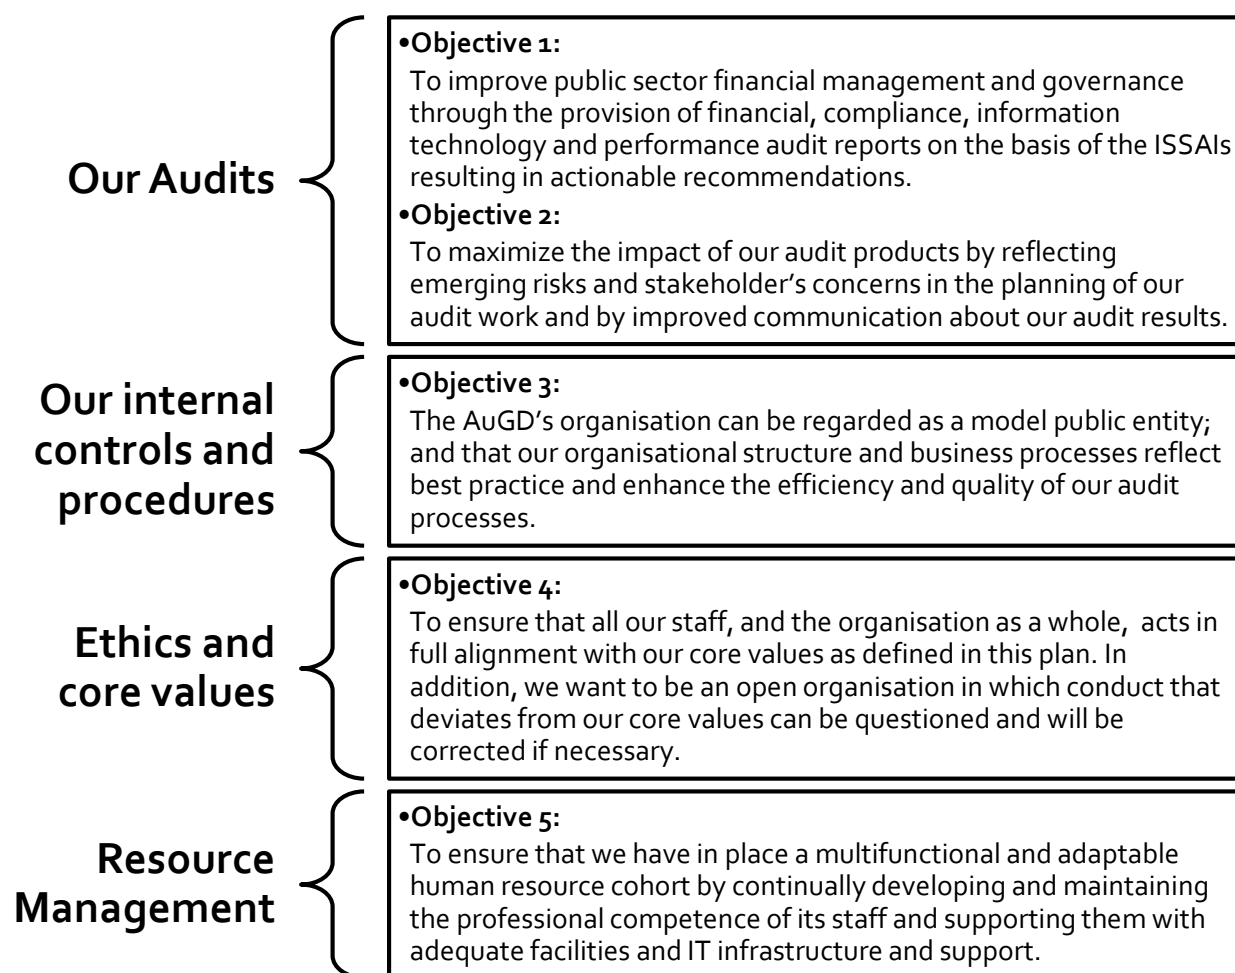 Our Audits
•Objective 1:
To improve public sector financial management and governance
through the provision of financial, compliance, information
technology and performance audit reports on the basis of the ISSAIs
resulting in actionable recommendations.
•Objective 2:
To maximize the impact of our audit products by reflecting
emerging risks and stakeholder’s concerns in the planning of our
audit work and by improved communication about our audit results.
Our internal
controls and
procedures
•Objective 3:
The AuGD’s organisation can be regarded as a model public entity;
and that our organisational structure and business processes reflect
best practice and enhance the efficiency and quality of our audit
processes.
Ethics and
core values
•Objective 4:
To ensure that all our staff, and the organisation as a whole,  acts in
full alignment with our core values as defined in this plan. In
addition, we want to be an open organisation in which conduct that
deviates from our core values can be questioned and will be
corrected if necessary.
Resource
Management
•Objective 5:
To ensure that we have in place a multifunctional and adaptable
human resource cohort by continually developing and maintaining
the professional competence of its staff and supporting them with
adequate facilities and IT infrastructure and support.